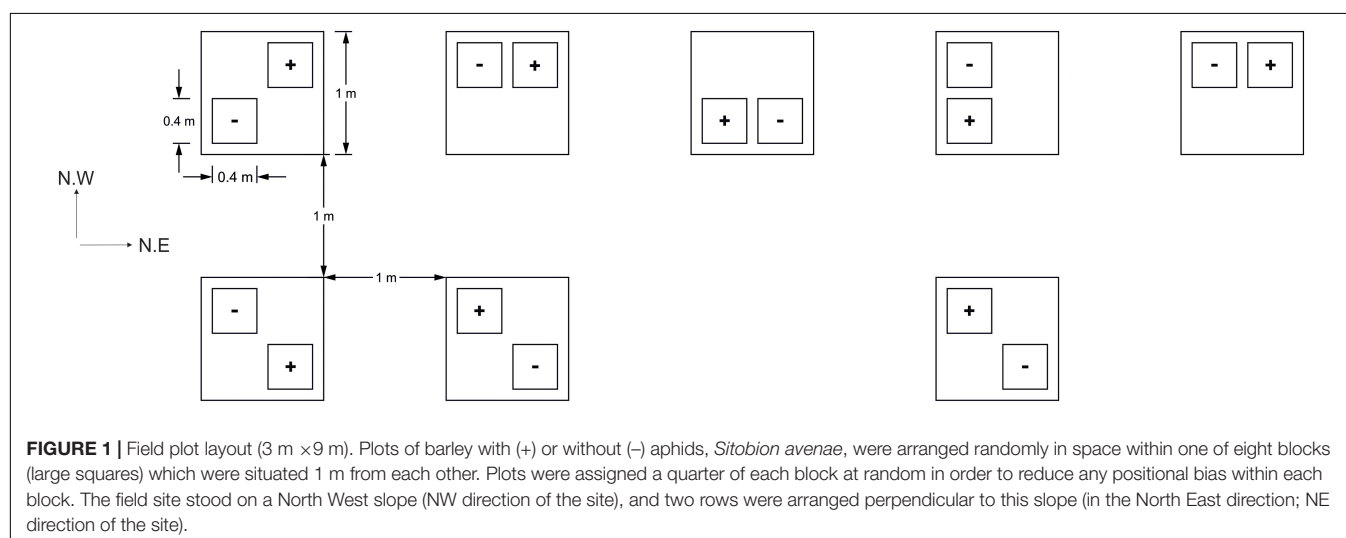 + - + - - +
1 m
0.4 m - + - + +
0.4 m
N.W
1 m
N.E
1 m
- + +
+ - -
FIGURE 1 | Field plot layout (3 m ×9 m). Plots of barley with (+) or without (–) aphids, Sitobion avenae, were arranged randomly in space within one of eight blocks
(large squares) which were situated 1 m from each other. Plots were assigned a quarter of each block at random in order to reduce any positional bias within each
block. The field site stood on a North West slope (NW direction of the site), and two rows were arranged perpendicular to this slope (in the North East direction; NE
direction of the site).